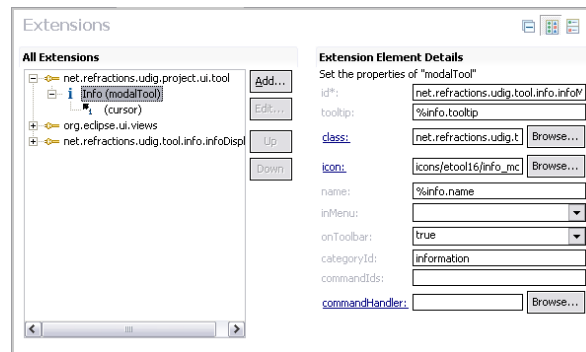 Extensions
All Extensions
net.refractions.udig.project.ui.tool
Info (modalTool)
(cursor)
org.eclipse.ui.views
net.refractions.udig.tool.info.infoDispl
Add...
Edit...
Up
Down
Extension Element Details
Set the properties of "modalTool"
id*: net.refractions.udig.tool.info.infoM
tooltip: %info.tooltip
class: net.refractions.udig.t Browse...
icon: icons/etool16/info_mc Browse...
name: %info.name
inMenu:
onToolbar: true
categoryId: information
commandIds:
commandHandler: Browse...